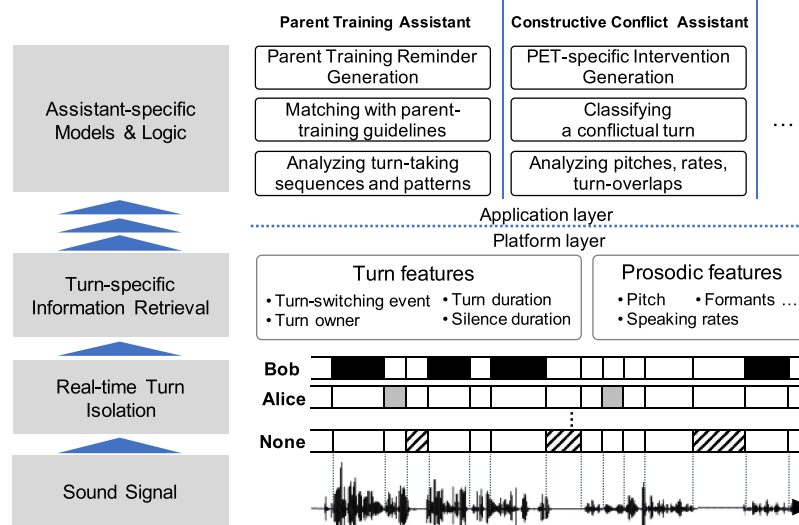 Parent Training Assistant
Constructive Conflict Assistant
Assistant-specific
Models & Logic
Parent Training Reminder
Generation
PET-specific Intervention
Generation
Matching with parent-
training guidelines
Classifying
a conflictual turn
...
Analyzing turn-taking
sequences and patterns
Analyzing pitches, rates,
turn-overlaps
Application layer
Platform layer
Turn-specific
Information Retrieval
Turn features
• Turn-switching event
• Turn duration
• Turn owner
• Silence duration
Prosodic features
• Pitch
• Formants ...
• Speaking rates
Real-time Turn
Isolation
Bob
Alice
None
Sound Signal